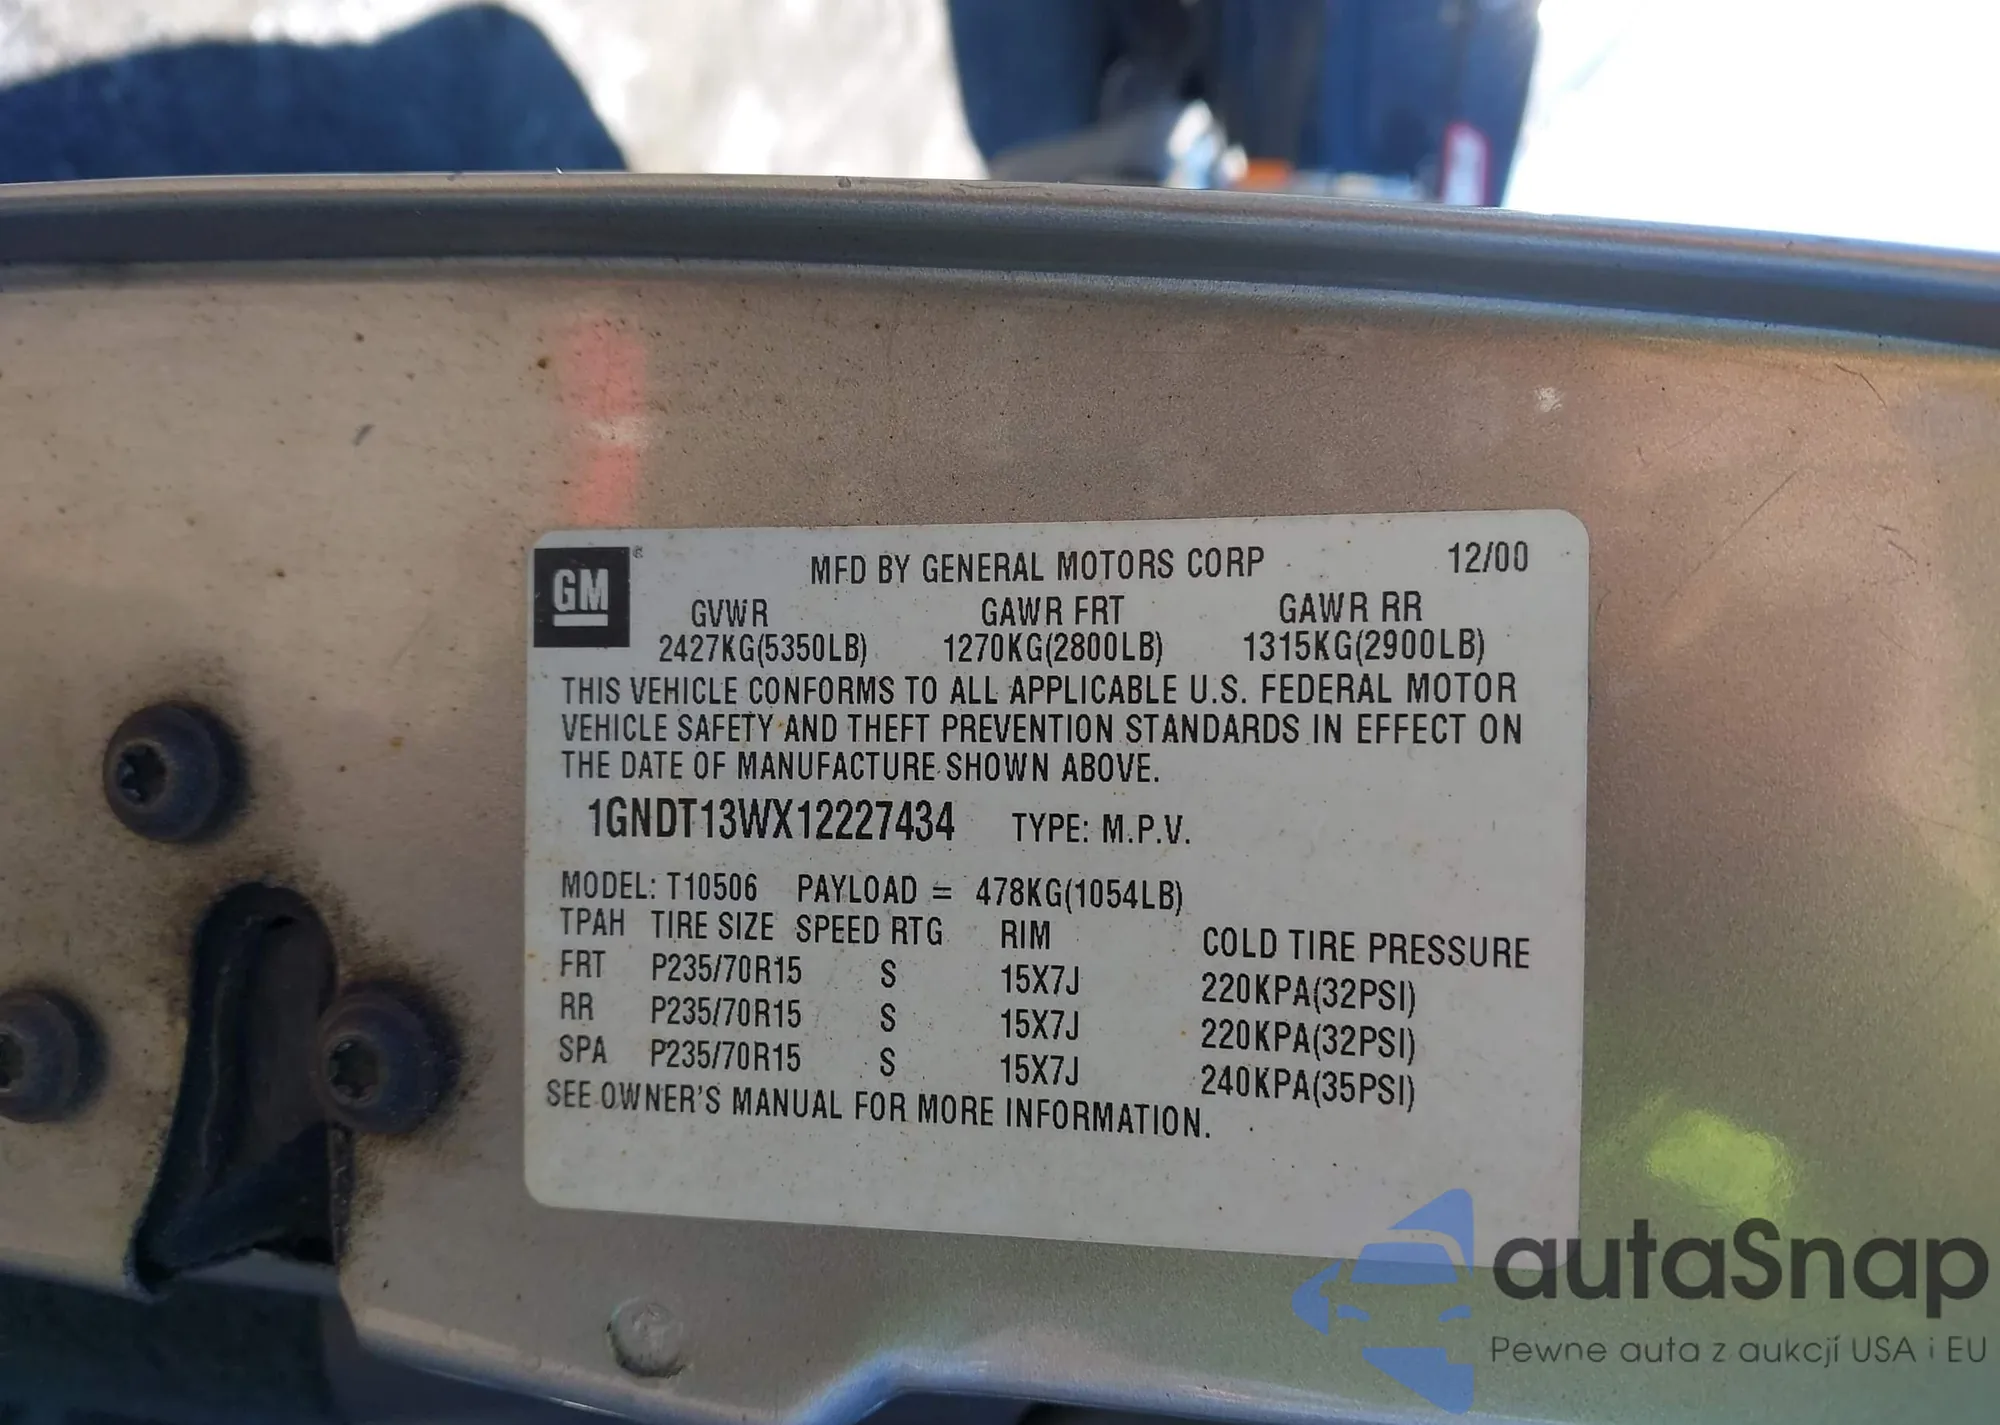 GM
MFD BY GENERAL MOTORS CORP 12/00
GVWR GAWR FRT GAWR RR
2427KG(5350LB) 1270KG(2800LB) 1315KG(2900LB)
THIS VEHICLE CONFORMS TO ALL APPLICABLE U.S. FEDERAL MOTOR
VEHICLE SAFETY AND THEFT PREVENTION STANDARDS IN EFFECT ON
THE DATE OF MANUFACTURE SHOWN ABOVE.
1GNDT13WX12227434 TYPE: M.P.V.
MODEL: T10506 PAYLOAD = 478KG(1054LB)
TPAH TIRE SIZE SPEED RTG RIM COLD TIRE PRESSURE
FRT P235/70R15 S 15X7J 220KPA(32PSI)
RR P235/70R15 S 15X7J 220KPA(32PSI)
SPA P235/70R15 S 15X7J 240KPA(35PSI)
SEE OWNER'S MANUAL FOR MORE INFORMATION.
autaSnap
Pewne auta z aukcji USA i EU